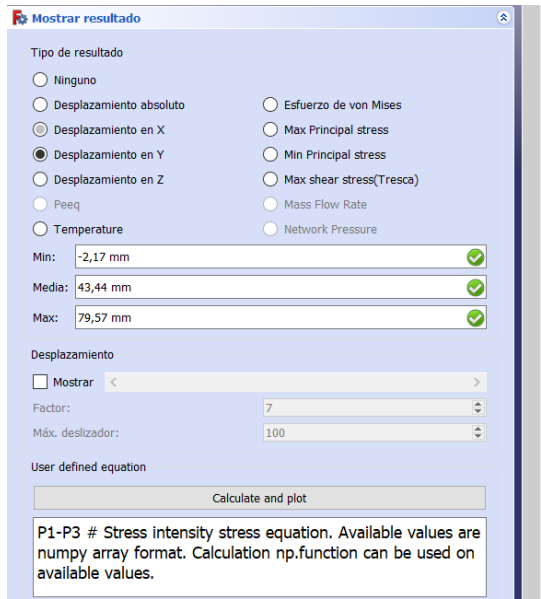 Mostrar resultado
Tipo de resultado
Ninguno
Desplazamiento absoluto
Esfuerzo de von Mises
Desplazamiento en X
Max Principal stress
Desplazamiento en Y
Min Principal stress
Desplazamiento en Z
Max shear stress(Tresca)
Peeq
Mass Flow Rate
Temperature
Network Pressure
Min: -2,17 mm
Media: 43,44 mm
Max: 79,57 mm
Desplazamiento
Mostrar
Factor: 7
Máx. deslizador: 100
User defined equation
Calculate and plot
P1-P3 # Stress intensity stress equation. Available values are
numpy array format. Calculation np.function can be used on
available values.